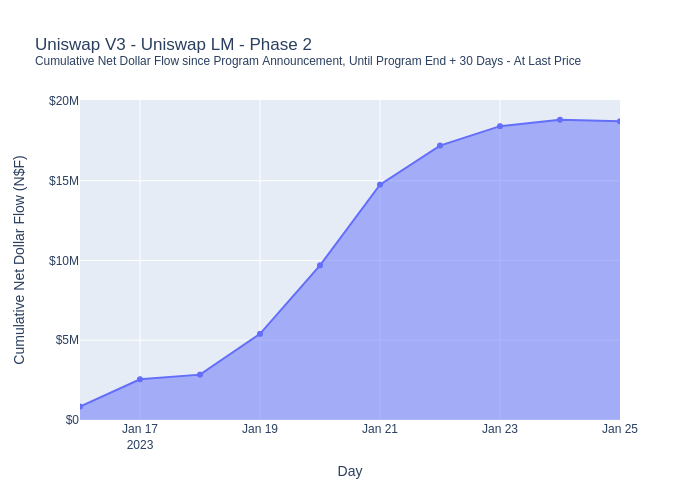 Uniswap V3 - Uniswap LM - Phase 2
Cumulative Net Dollar Flow since Program Announcement, Until Program End + 30 Days - At Last Price
Cumulative Net Dollar Flow (N$F)
$20M
$15M
$10M
$5M
$0
Jan 17
2023
Jan 19
Jan 21
Jan 23
Jan 25
Day